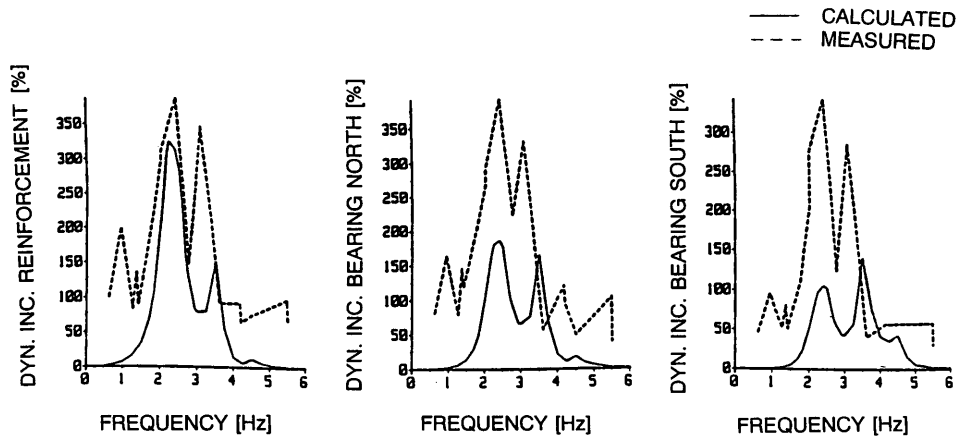 CALCULATED
MEASURED
DYN. INC. REINFORCEMENT [%]
350
300
250
200
150
100
50
0
0 1 2 3 4 5 6
FREQUENCY [Hz]
DYN. INC. BEARING NORTH [%]
350
300
250
200
150
100
50
0
0 1 2 3 4 5 6
FREQUENCY [Hz]
DYN. INC. BEARING SOUTH [%]
300
250
200
150
100
50
0
0 1 2 3 4 5 6
FREQUENCY [Hz]